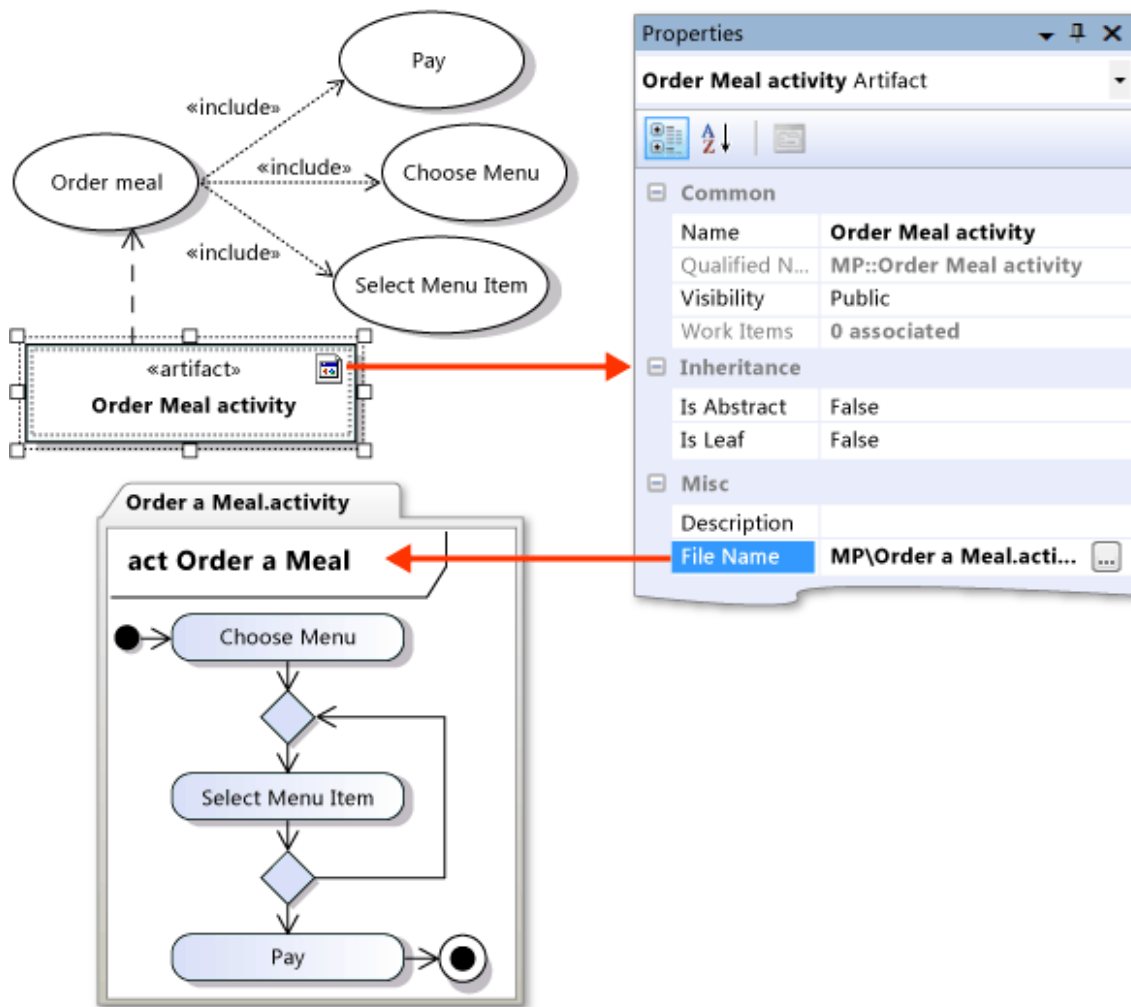 Pay
«include»
Order meal
«include»
Choose Menu
«include»
Select Menu Item
«artifact»
Order Meal activity
Properties
Order Meal activity Artifact
A
Z
Common
Name Order Meal activity
Qualified N... MP::Order Meal activity
Visibility Public
Work Items 0 associated
Inheritance
Is Abstract False
Is Leaf False
Misc
Description
File Name MP\Order a Meal.acti... ...
Order a Meal.activity
act Order a Meal
Choose Menu
Select Menu Item
Pay